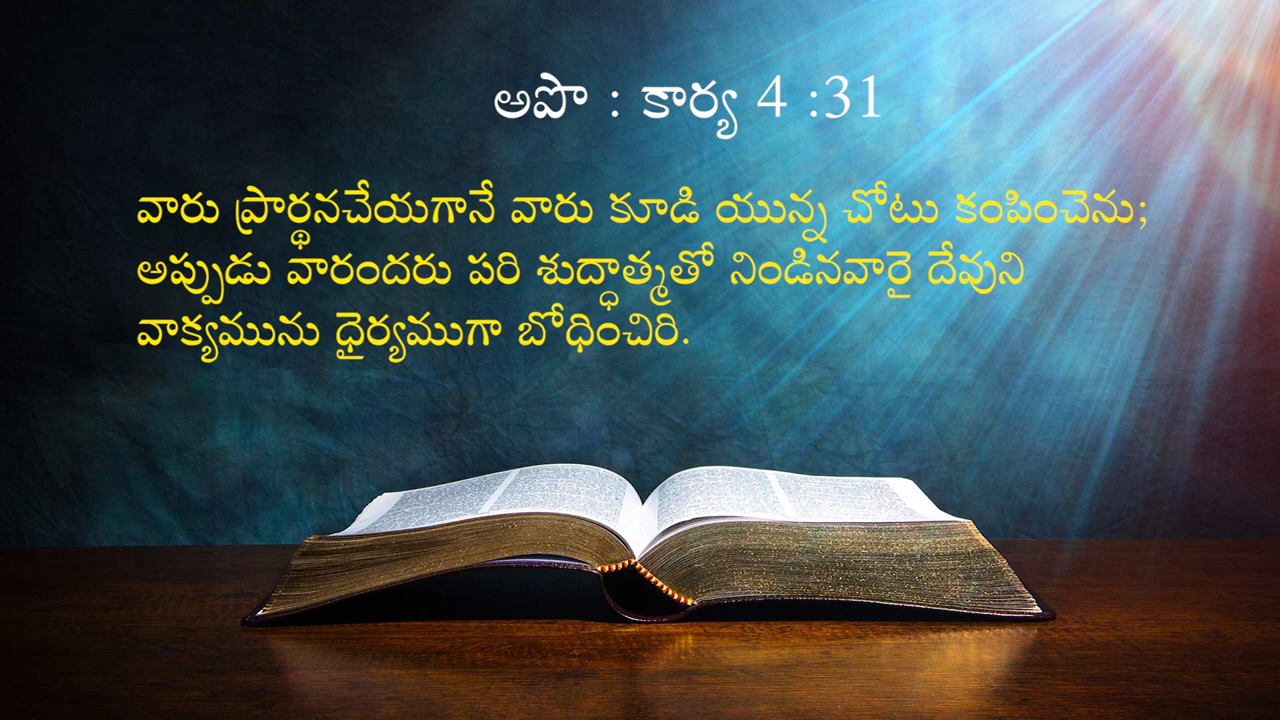 అపొ : కార్య 4 :31
వారు ప్రార్థనచేయగానే వారు కూడి యున్న చోటు కంపించెను;
అప్పుడు వారందరు పరి శుద్ధాత్మతో నిండినవారై దేవుని
వాక్యమును ధైర్యముగా బోధించిరి.